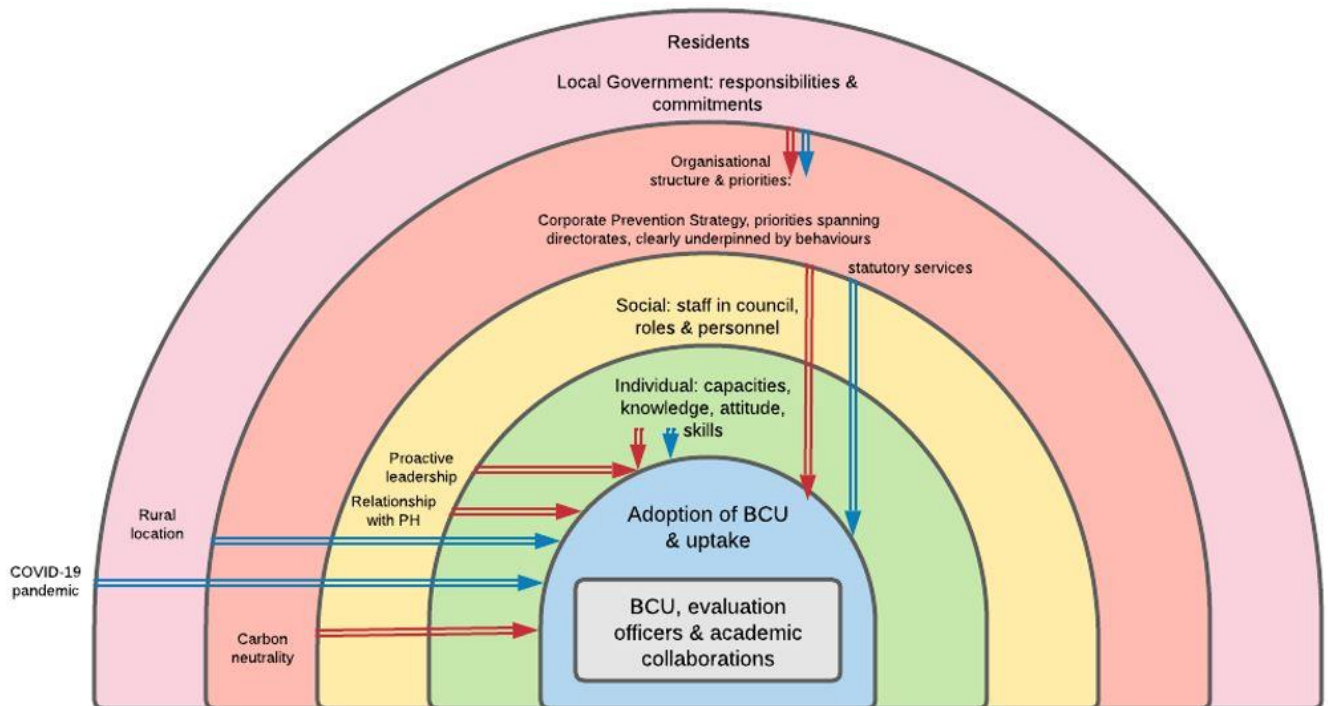 Residents
Local Government: responsibilities &
commitments
Organisational
structure & priorities:
Corporate Prevention Strategy, priorities spanning
directorates, clearly underpinned by behaviours
statutory services
Social: staff in council,
roles & personnel
Individual: capacities,
knowledge, attitude,
skills
Proactive
leadership
Relationship
with PH
Rural
location
COVID-19
pandemic
Carbon
neutrality
Adoption of BCU
& uptake
BCU, evaluation
officers & academic
collaborations